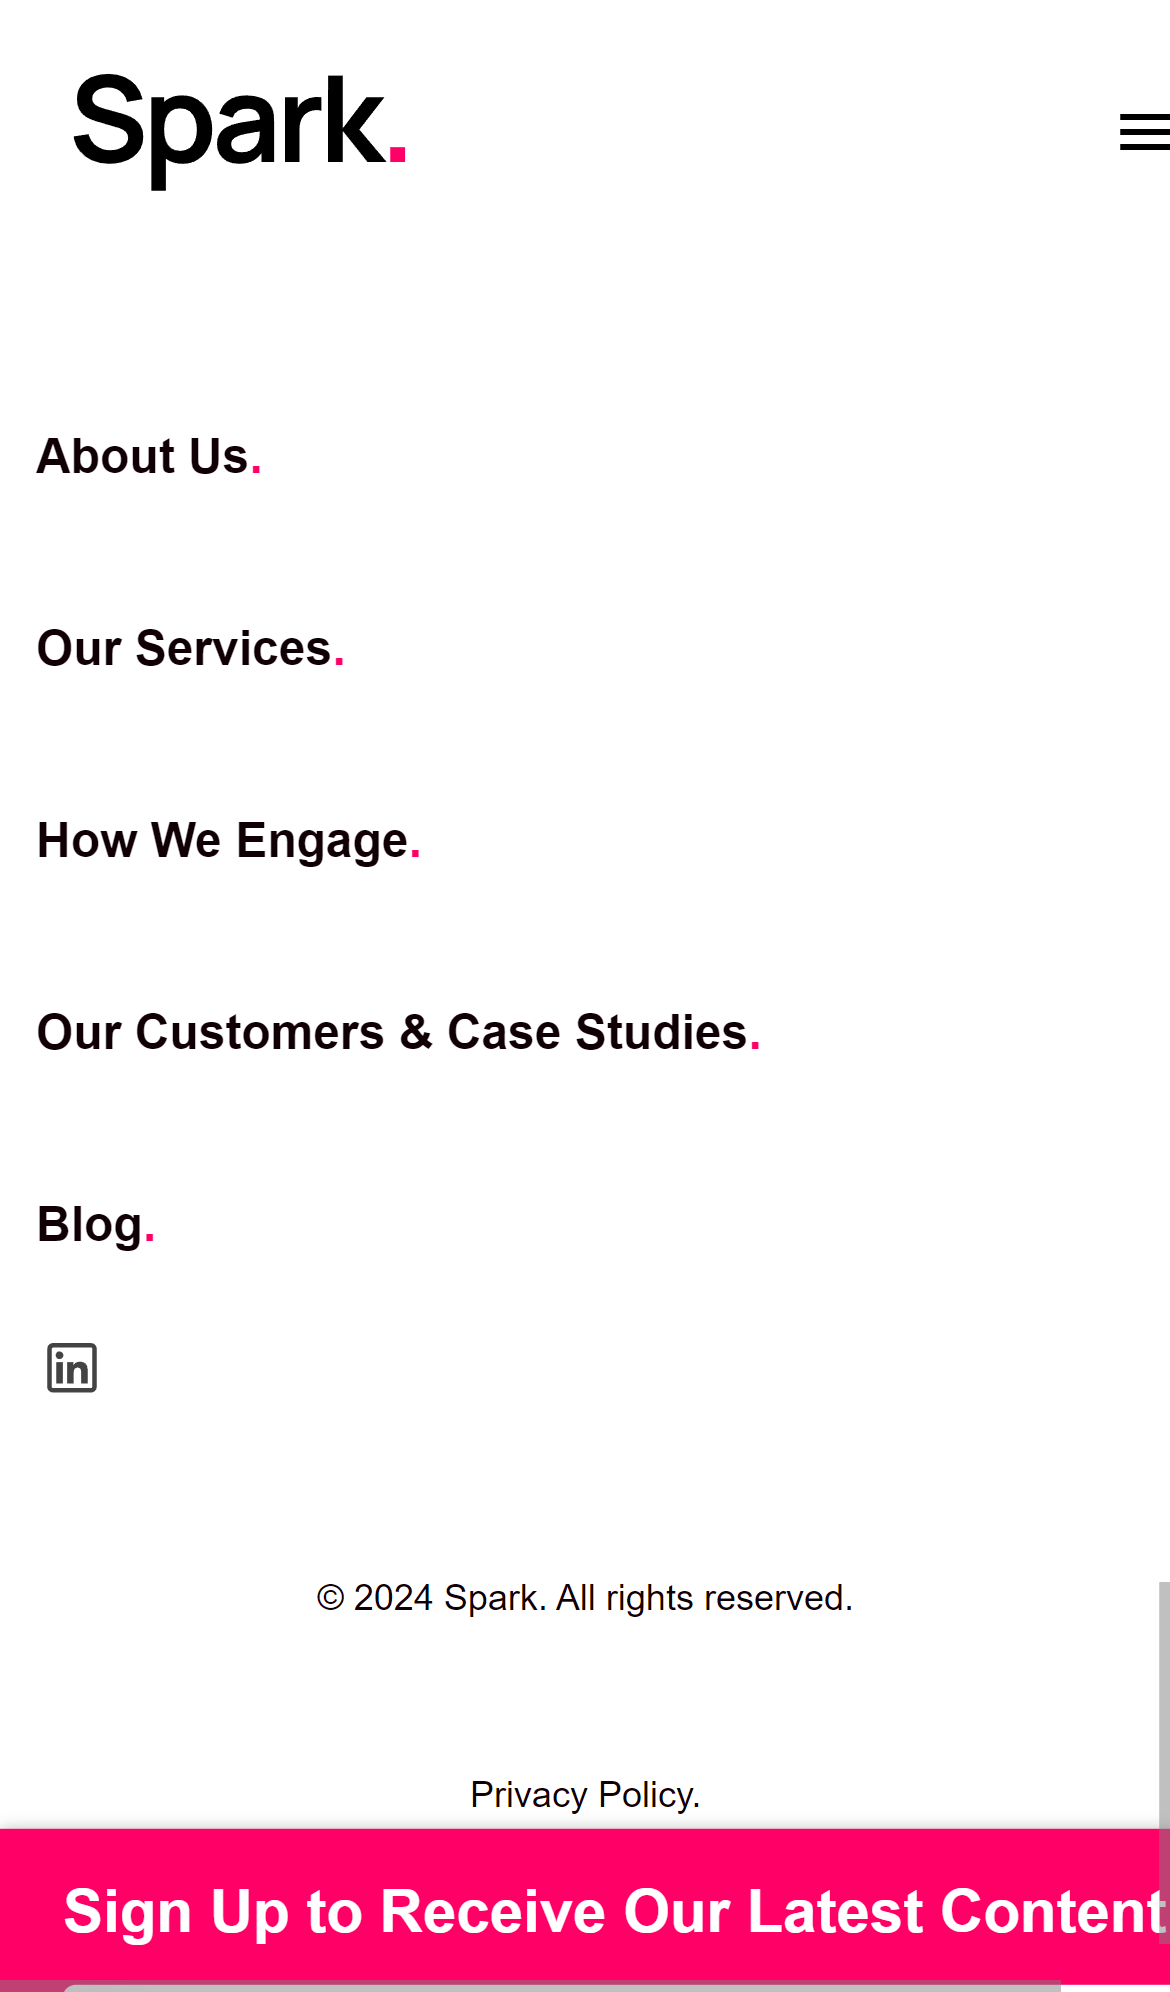 Spark.
About Us.
Our Services.
How We Engage.
Our Customers & Case Studies.
Blog.
in
© 2024 Spark. All rights reserved.
Privacy Policy.
Sign Up to Receive Our Latest Content